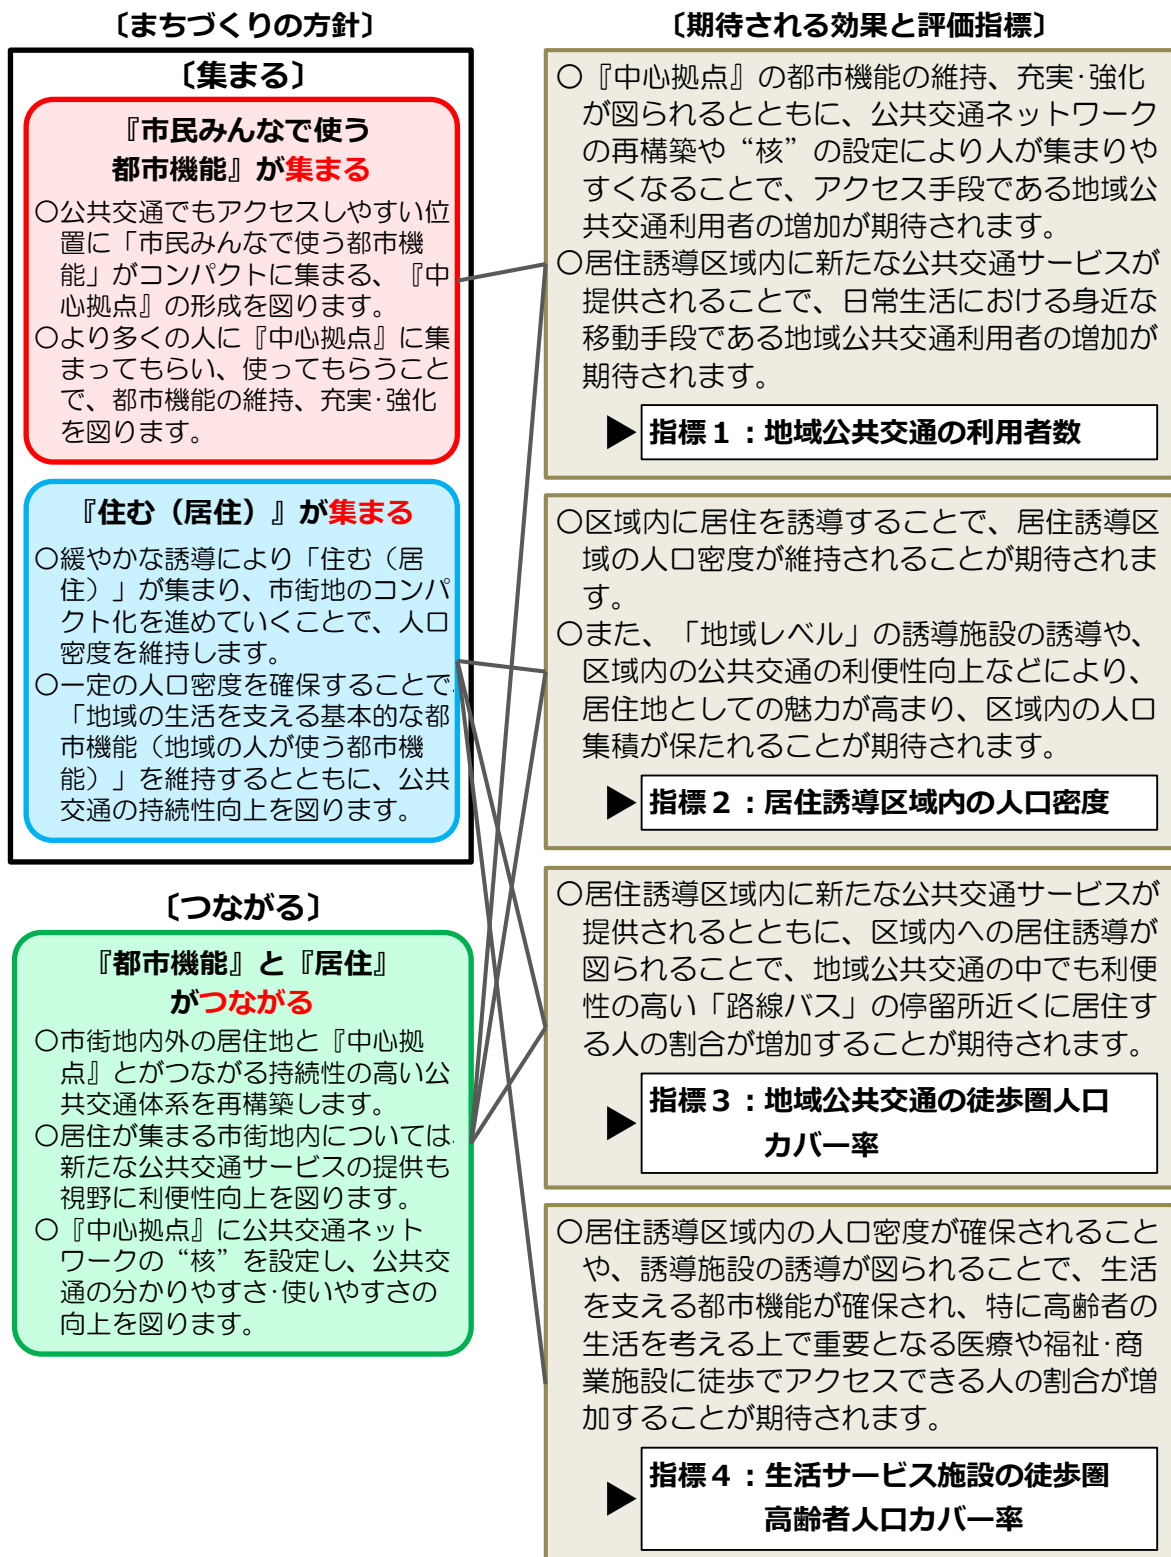 〔まちづくりの方針〕
〔集まる〕
『市民みんなで使う
都市機能』が集まる
○公共交通でもアクセスしやすい位
置に「市民みんなで使う都市機
能」がコンパクトに集まる、『中
心拠点』の形成を図ります。
○より多くの人に『中心拠点』に集
まってもらい、使ってもらうこと
で、都市機能の維持、充実･強化
を図ります。
『住む（居住）』が集まる
○緩やかな誘導により「住む（居
住）」が集まり、市街地のコンパ
クト化を進めていくことで、人口
密度を維持します。
○一定の人口密度を確保することで、
「地域の生活を支える基本的な都
市機能（地域の人が使う都市機
能）」を維持するとともに、公共
交通の持続性向上を図ります。
〔つながる〕
『都市機能』と『居住』
がつながる
○市街地内外の居住地と『中心拠
点』とがつながる持続性の高い公
共交通体系を再構築します。
○居住が集まる市街地内については、
新たな公共交通サービスの提供も
視野に利便性向上を図ります。
○『中心拠点』に公共交通ネット
ワークの“核”を設定し、公共交
通の分かりやすさ･使いやすさの
向上を図ります。
〔期待される効果と評価指標〕
○『中心拠点』の都市機能の維持、充実･強化
が図られるとともに、公共交通ネットワーク
の再構築や“核”の設定により人が集まりや
すくなることで、アクセス手段である地域公
共交通利用者の増加が期待されます。
○居住誘導区域内に新たな公共交通サービスが
提供されることで、日常生活における身近な
移動手段である地域公共交通利用者の増加が
期待されます。
▶指標１：地域公共交通の利用者数
○区域内に居住を誘導することで、居住誘導区
域の人口密度が維持されることが期待されま
す。
○また、「地域レベル」の誘導施設の誘導や、
区域内の公共交通の利便性向上などにより、
居住地としての魅力が高まり、区域内の人口
集積が保たれることが期待されます。
▶指標２：居住誘導区域内の人口密度
○居住誘導区域内に新たな公共交通サービスが
提供されるとともに、区域内への居住誘導が
図られることで、地域公共交通の中でも利便
性の高い「路線バス」の停留所近くに居住す
る人の割合が増加することが期待されます。
▶指標３：地域公共交通の徒歩圏人口
カバー率
○居住誘導区域内の人口密度が確保されること
や、誘導施設の誘導が図られることで、生活
を支える都市機能が確保され、特に高齢者の
生活を考える上で重要となる医療や福祉･商
業施設に徒歩でアクセスできる人の割合が増
加することが期待されます。
▶指標４：生活サービス施設の徒歩圏
高齢者人口カバー率